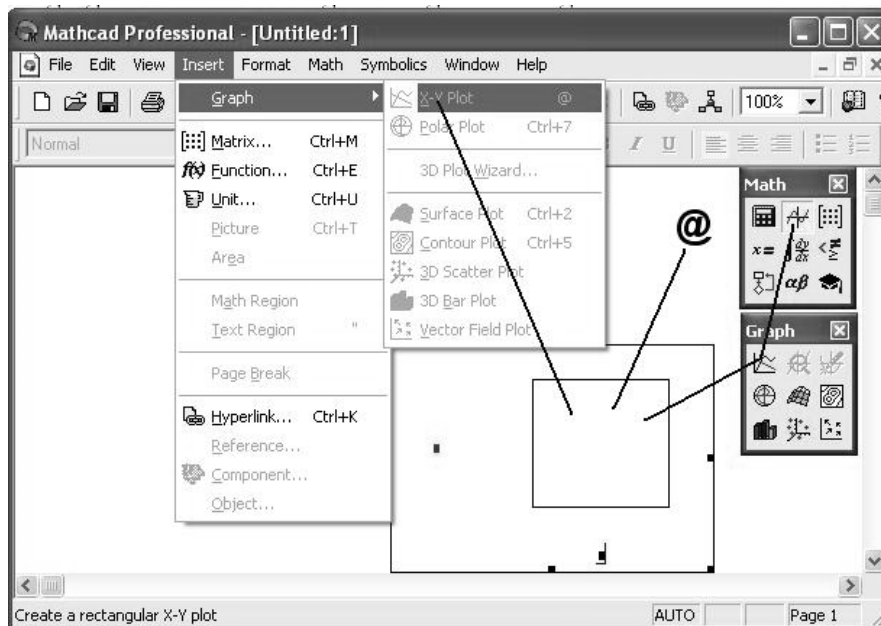 Mathcad Professional - [Untitled:1]
File Edit View Insert Format Math Symbolics Window Help
100%
Normal
I U
Graph
Matrix... Ctrl+M
Function... Ctrl+E
Unit... Ctrl+U
Picture Ctrl+T
Area
Math Region
Text Region "
Page Break
Hyperlink... Ctrl+K
Reference...
Component...
Object...
X-Y Plot @
Polar Plot Ctrl+7
3D Plot Wizard...
Surface Plot Ctrl+2
Contour Plot Ctrl+5
3D Scatter Plot
3D Bar Plot
Vector Field Plot
@
Math
x=
αβ
Graph
Create a rectangular X-Y plot
AUTO
Page 1